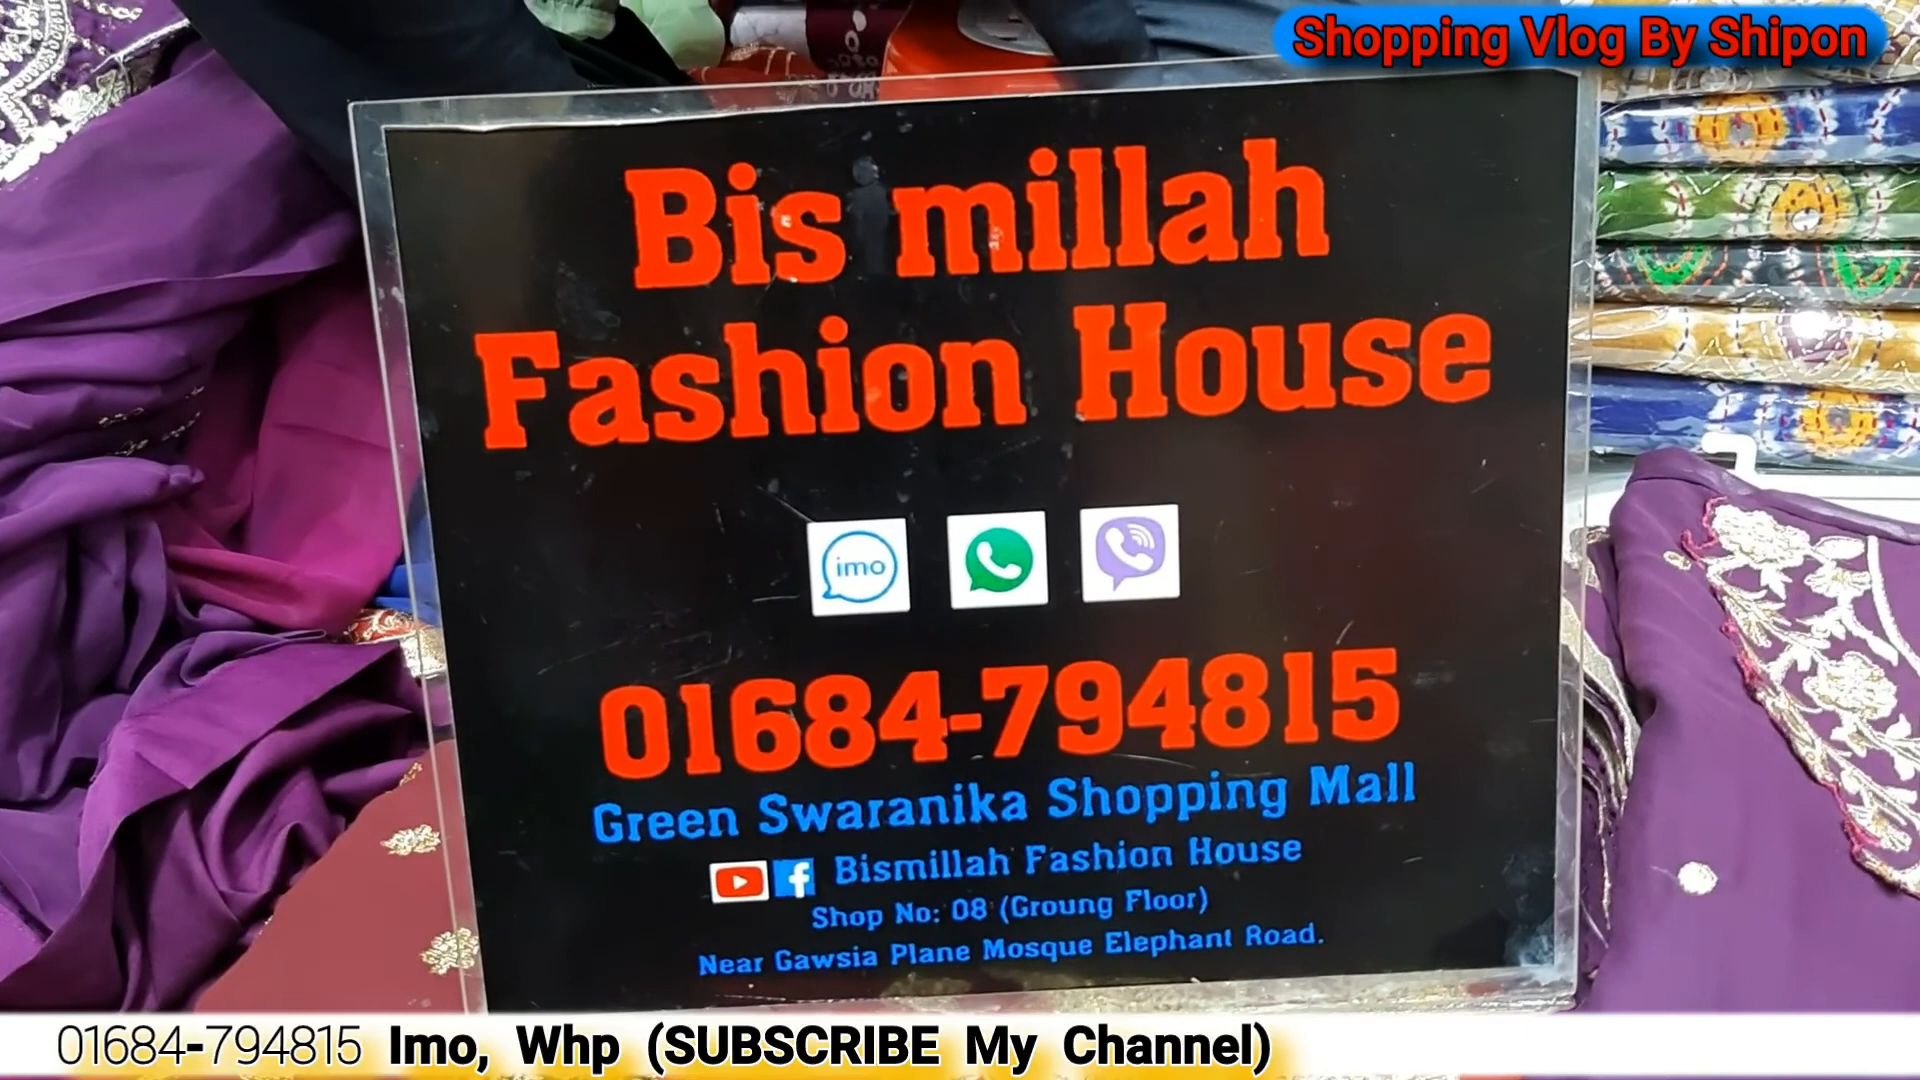 Shopping Vlog By Shipon
Bis millah
Fashion House
imo
01684-794815
Green Swaranika Shopping Mall
Bismillah Fashion House
Shop No: 08 (Groung Floor)
Near Gawsia Plane Mosque Elephant Road.
01684-794815 Imo, Whp (SUBSCRIBE My Channel)